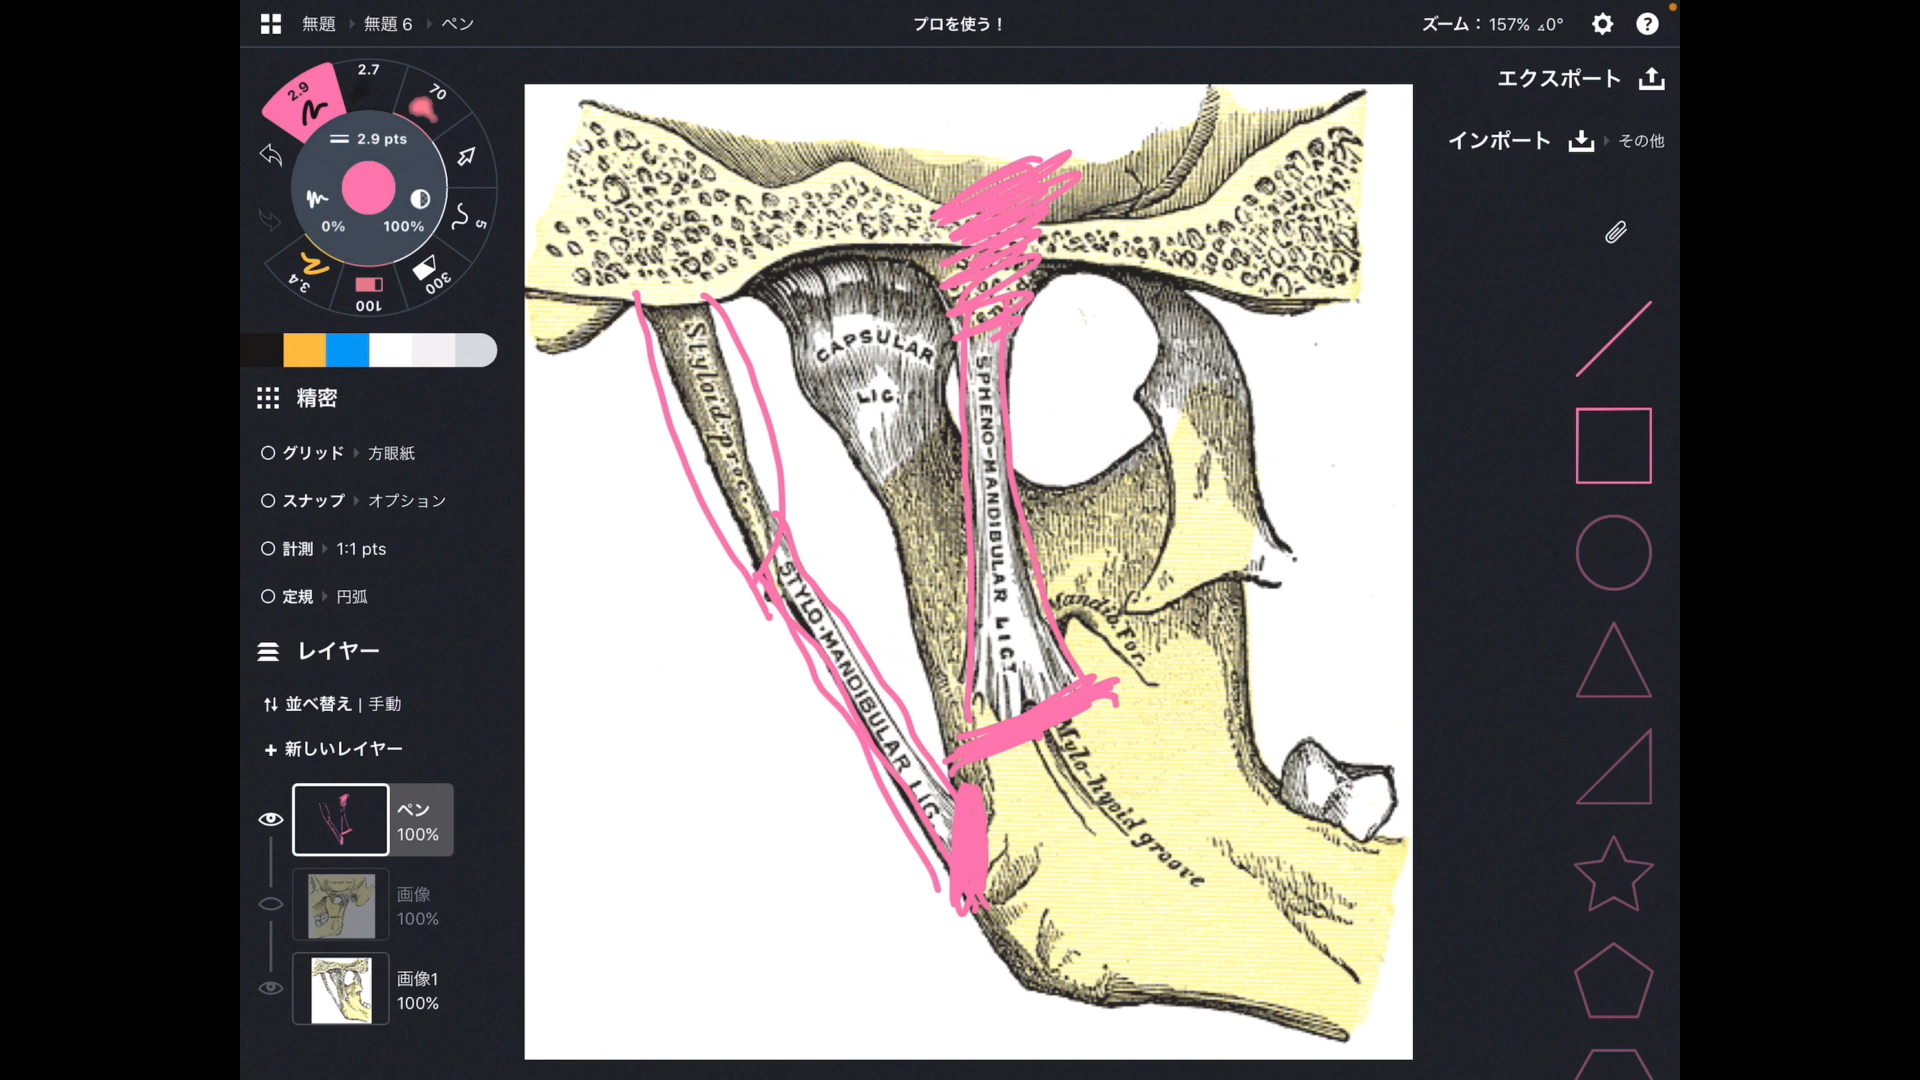 無題 無題 6 ペン
プロを使う！
ズーム：157% ⊿0°
エクスポート
インポート その他
2.9
2.7
70
5
300
100
3.4
2.9 pts
0% 100%
精密
グリッド 方眼紙
スナップ オプション
計測 1:1 pts
定規 円弧
レイヤー
並べ替え | 手動
+ 新しいレイヤー
ペン
100%
画像
100%
画像1
100%
Styloid proc.
CAPSULAR
LIG.
SPHENO-MANDIBULAR LIGT
STYLO-MANDIBULAR LIG.
Mandib. For.
Mylo-hyoid groove